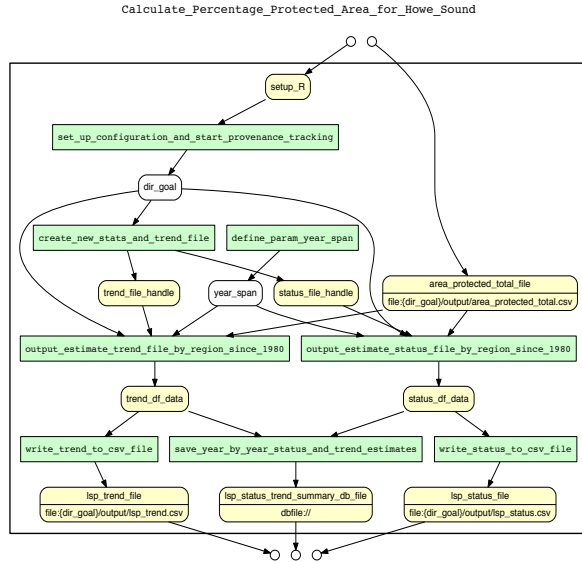 Calculate_Percentage_Protected_Area_for_Howe_Sound
setup_R
set_up_configuration_and_start_provenance_tracking
dir_goal
create_new_stats_and_trend_file
define_param_year_span
trend_file_handle
year_span
status_file_handle
area_protected_total_file
file:{dir_goal}/output/area_protected_total.csv
output_estimate_trend_file_by_region_since_1980
output_estimate_status_file_by_region_since_1980
trend_df_data
status_df_data
write_trend_to_csv_file
save_year_by_year_status_and_trend_estimates
write_status_to_csv_file
lsp_trend_file
file:{dir_goal}/output/lsp_trend.csv
lsp_status_trend_summary_db_file
dbfile://
lsp_status_file
file:{dir_goal}/output/lsp_status.csv